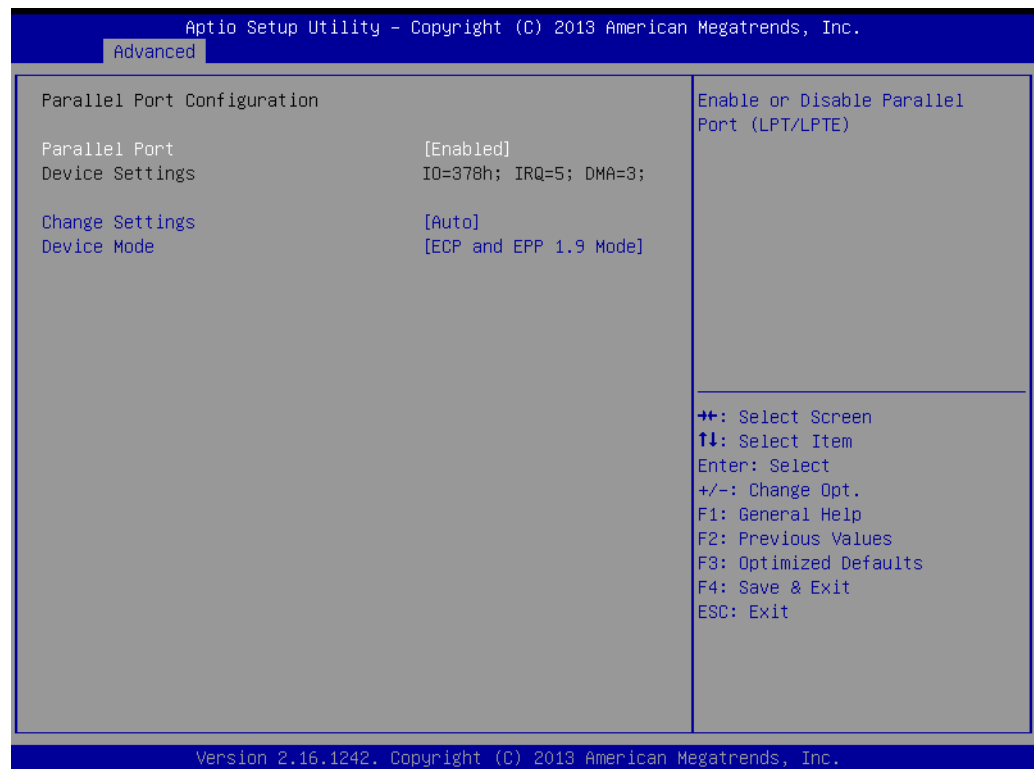 Aptio Setup Utility – Copyright (C) 2013 American Megatrends, Inc.
Advanced
Parallel Port Configuration
Parallel Port [Enabled]
Device Settings IO=378h; IRQ=5; DMA=3;
Change Settings [Auto]
Device Mode [ECP and EPP 1.9 Mode]
Enable or Disable Parallel
Port (LPT/LPTE)
→←: Select Screen
↑↓: Select Item
Enter: Select
+/-: Change Opt.
F1: General Help
F2: Previous Values
F3: Optimized Defaults
F4: Save & Exit
ESC: Exit
Version 2.16.1242. Copyright (C) 2013 American Megatrends, Inc.